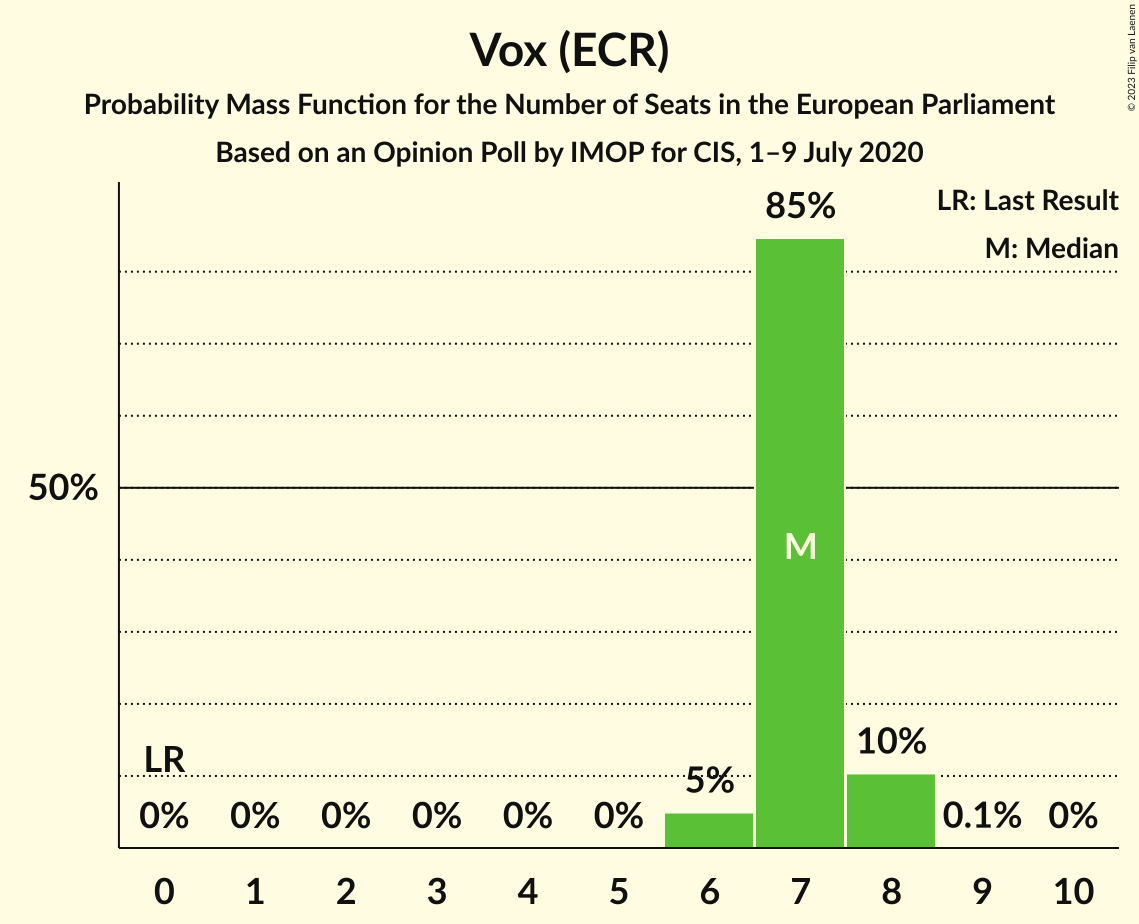 Vox (ECR)
Probability Mass Function for the Number of Seats in the European Parliament
Based on an Opinion Poll by IMOP for CIS, 1–9 July 2020
© 2023 Filip van Laenen
LR: Last Result
M: Median
85%
50%
M
10%
LR
5%
0% 0% 0% 0% 0% 0% 0.1% 0%
0 1 2 3 4 5 6 7 8 9 10